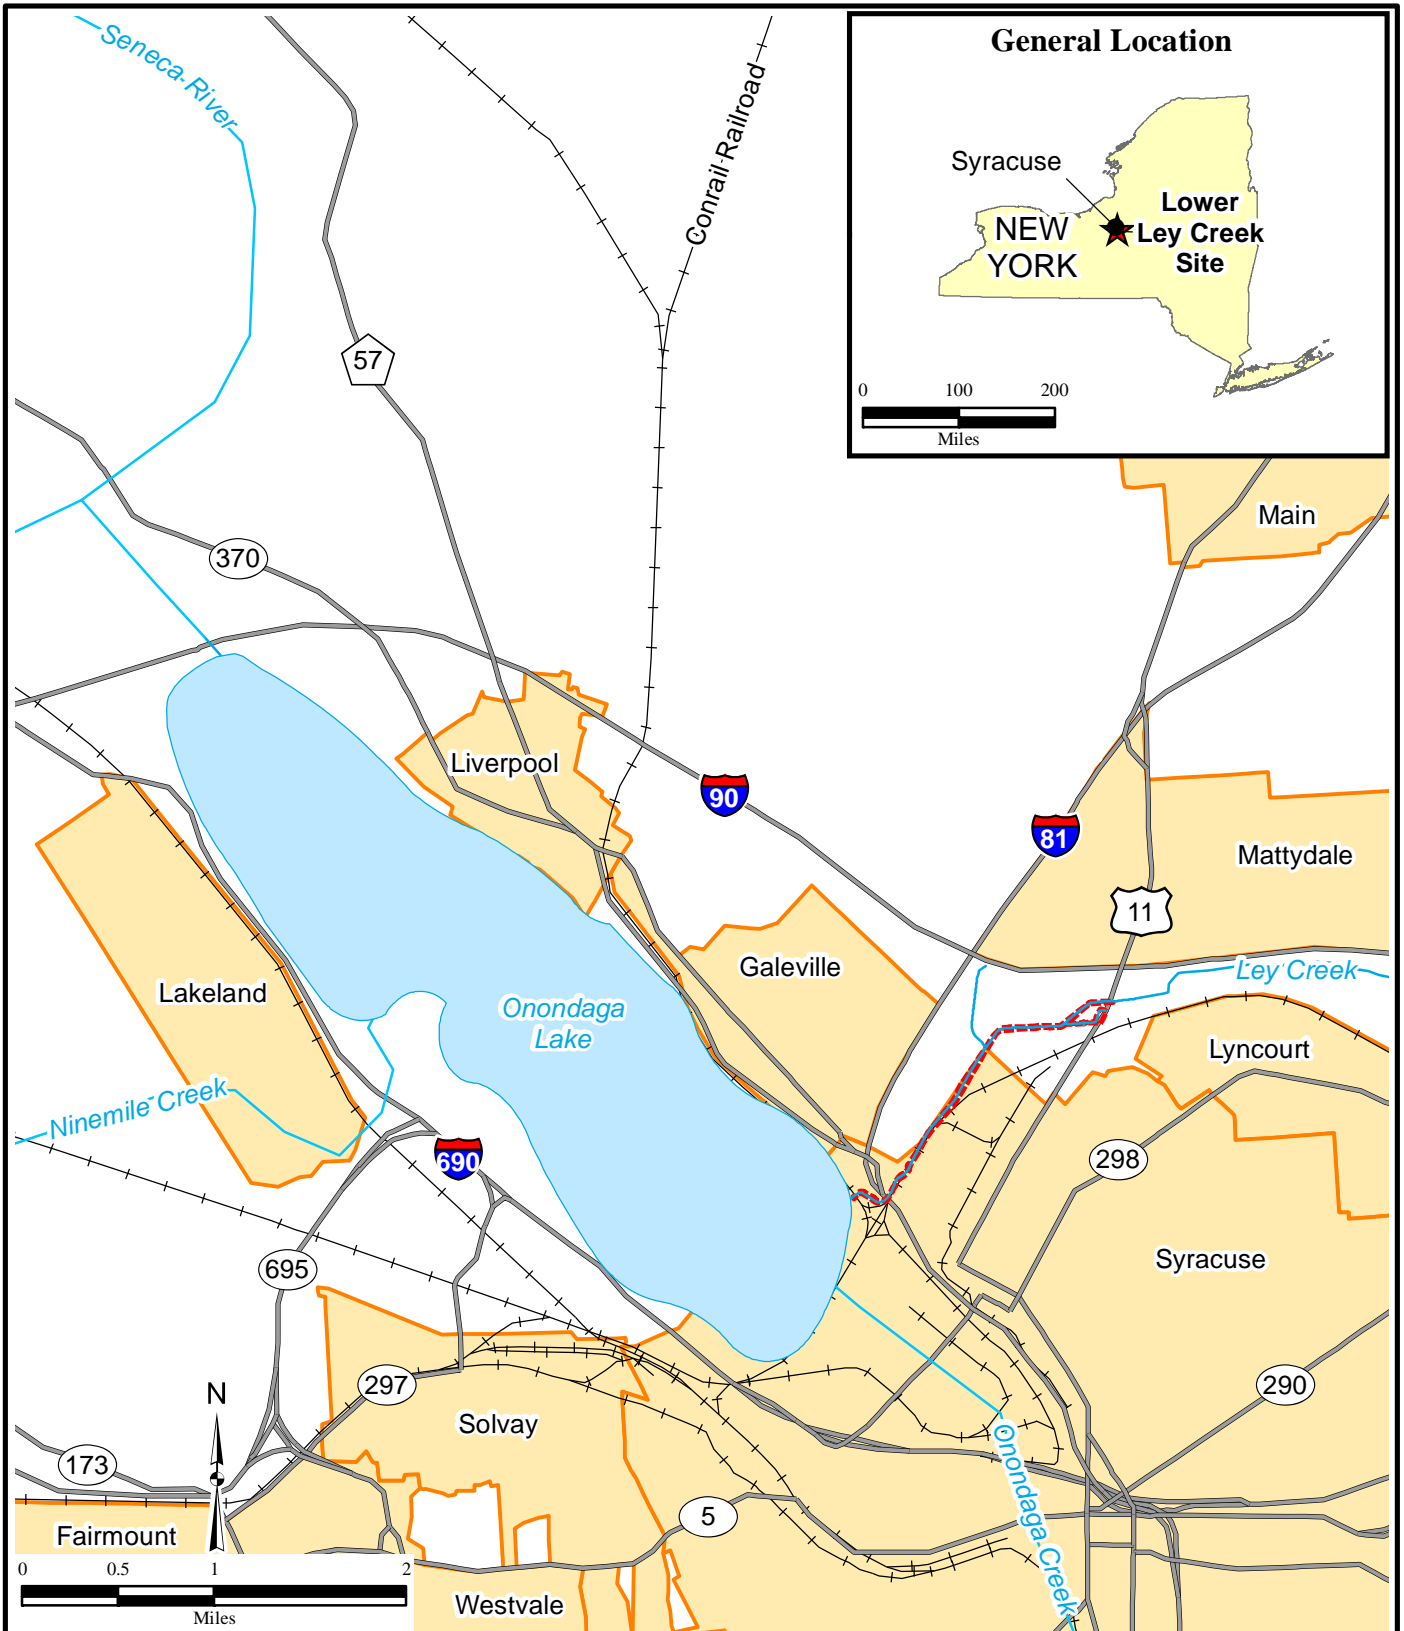 General Location
Syracuse
NEW
YORK
Lower
Ley Creek
Site
0 100 200
Miles
Seneca River
Conrail Railroad
57
370
Main
Liverpool
90
81
Mattydale
11
Galeville
Ley Creek
Lakeland
Onondaga
Lake
Lyncourt
Ninemile Creek
690
298
695
Syracuse
297
290
N
Solvay
173
5
Onondaga Creek
Fairmount
Westvale
0 0.5 1 2
Miles